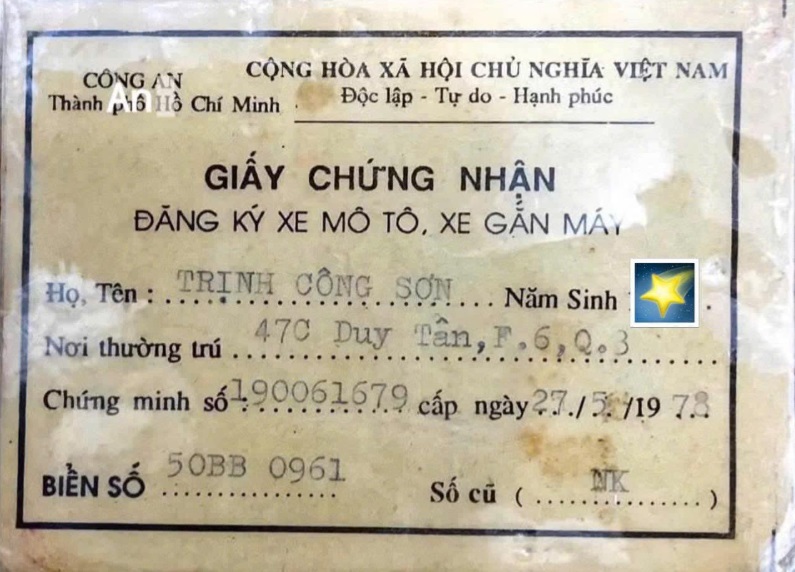 CÔNG AN
Thành phố Hồ Chí Minh
CỘNG HÒA XÃ HỘI CHỦ NGHĨA VIỆT NAM
Độc lập - Tự do - Hạnh phúc
GIẤY CHỨNG NHẬN
ĐĂNG KÝ XE MÔ TÔ, XE GẮN MÁY
Họ, Tên : TRỊNH CÔNG SƠN Năm Sinh
Nơi thường trú 47C Duy Tân, F.6, Q.3
Chứng minh số: 190061679 cấp ngày 27/5/1978
BIỂN SỐ 50BB 0961 Số cũ ( NK )